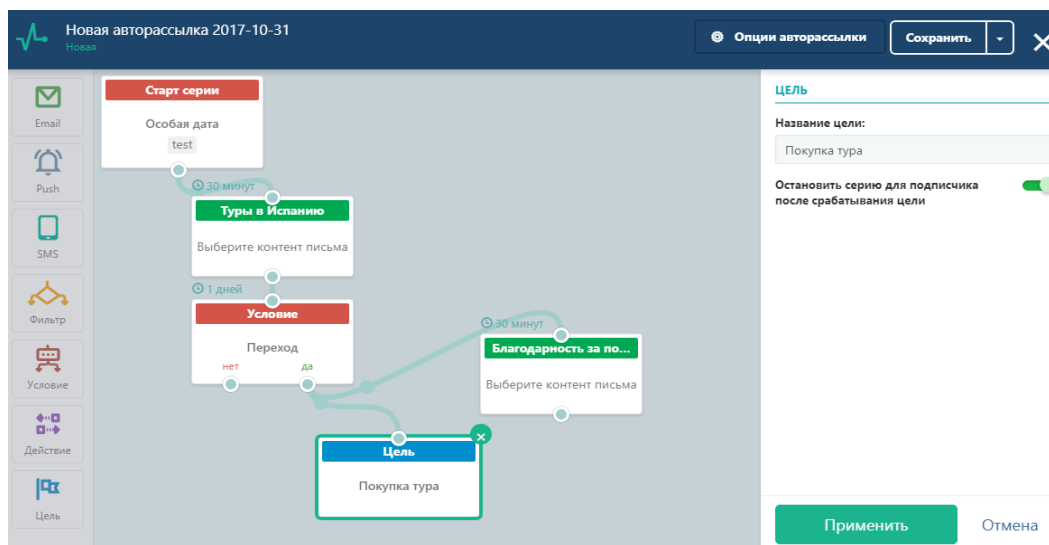 Новая авторассылка 2017-10-31
Новая
Опции авторассылки
Сохранить
Email
Push
SMS
Фильтр
Условие
Действие
Цель
Старт серии
Особая дата
test
30 минут
Туры в Испанию
Выберите контент письма
1 дней
Условие
Переход
нет
да
30 минут
Благодарность за по...
Выберите контент письма
Цель
Покупка тура
ЦЕЛЬ
Название цели:
Покупка тура
Остановить серию для подписчика
после срабатывания цели
Применить
Отмена